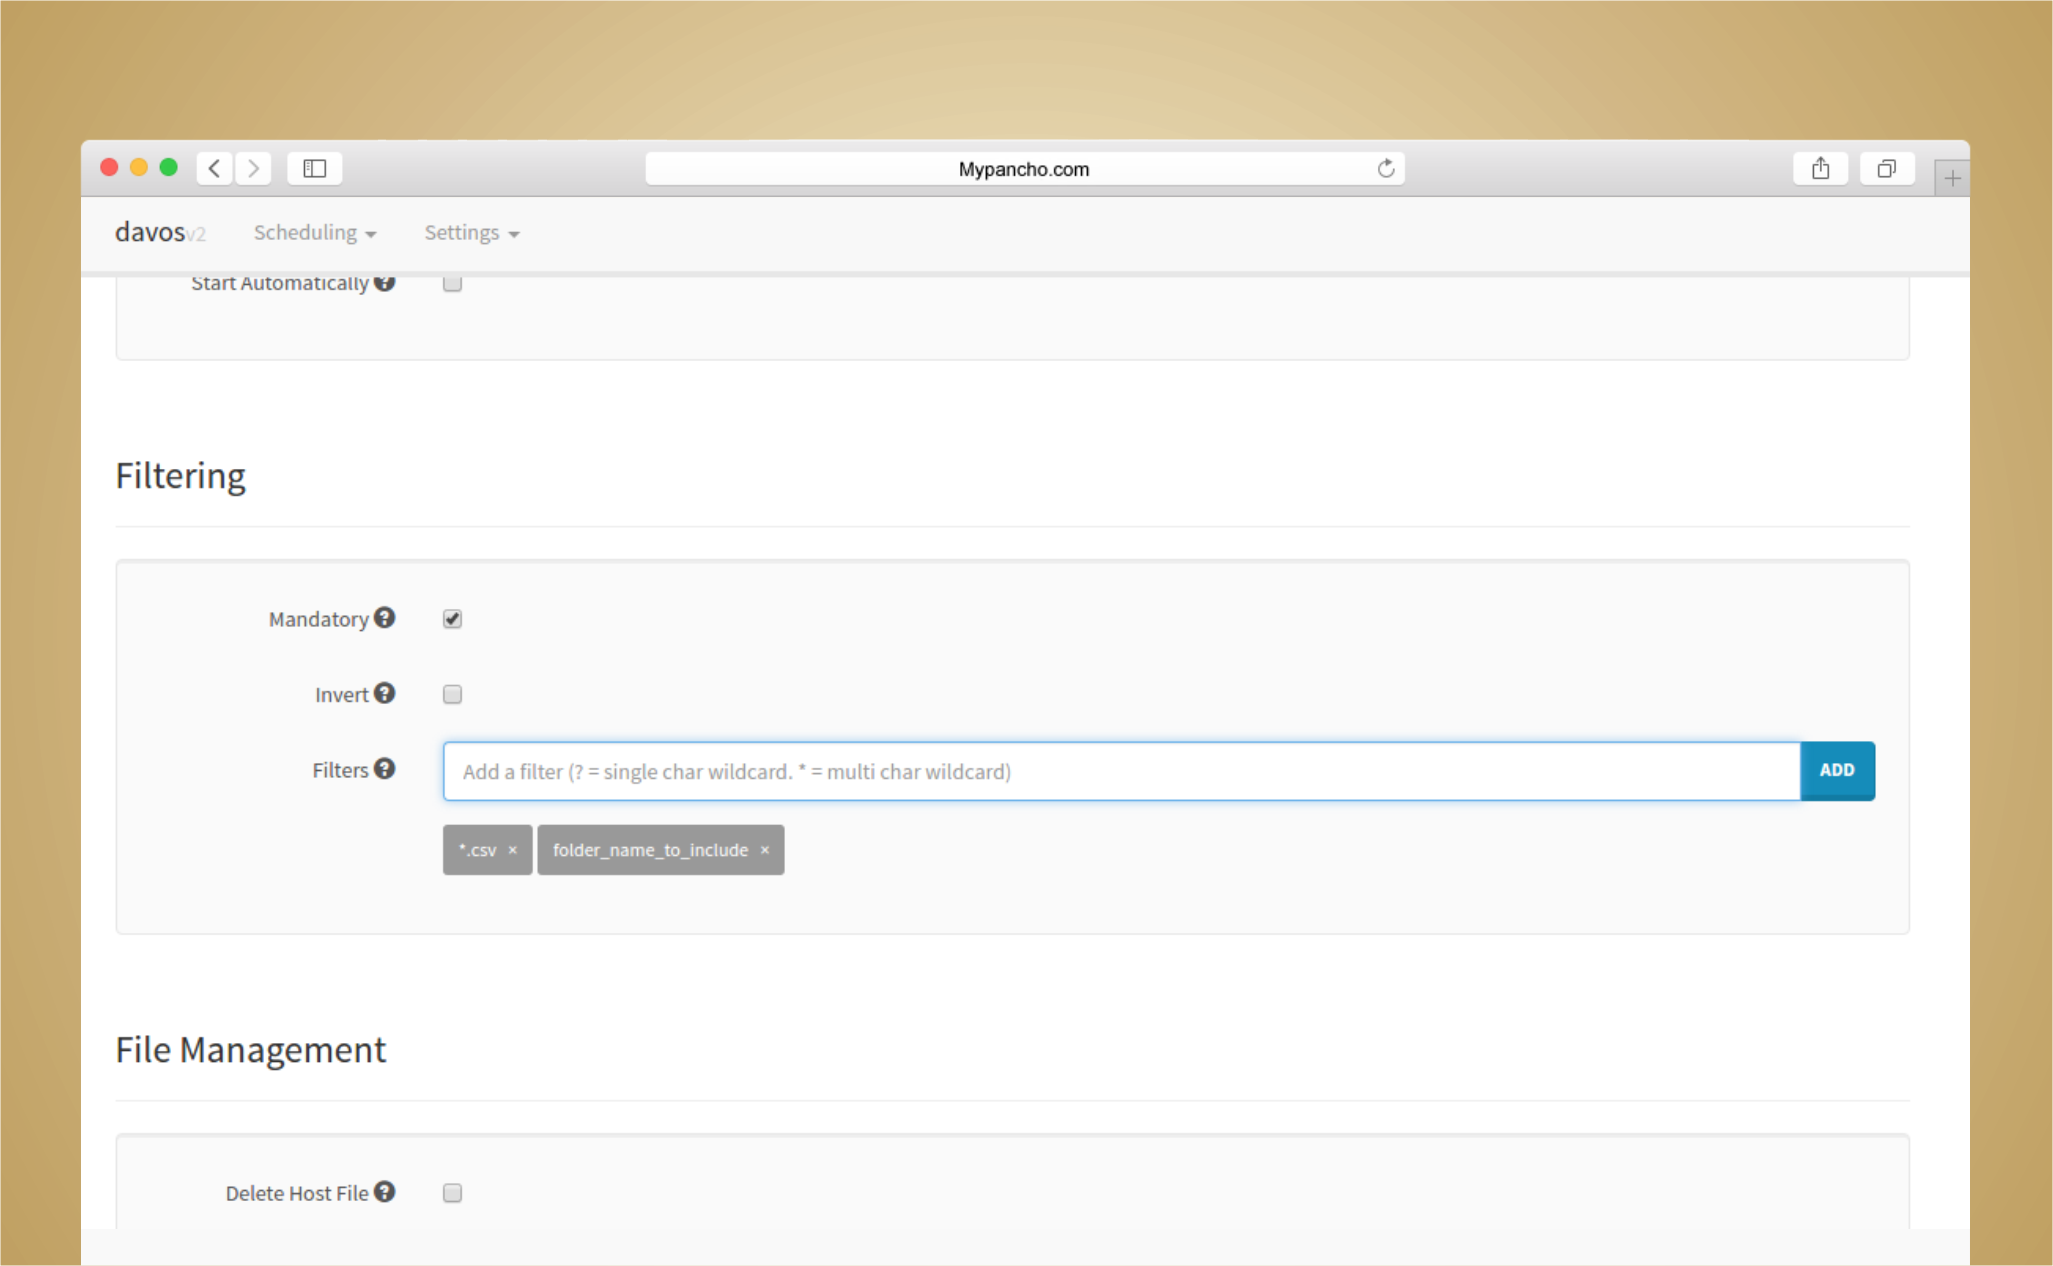 Mypancho.com
davosv2 Scheduling Settings
Start Automatically
Filtering
Mandatory
Invert
Filters Add a filter (? = single char wildcard. * = multi char wildcard) ADD
*.csv × folder_name_to_include ×
File Management
Delete Host File